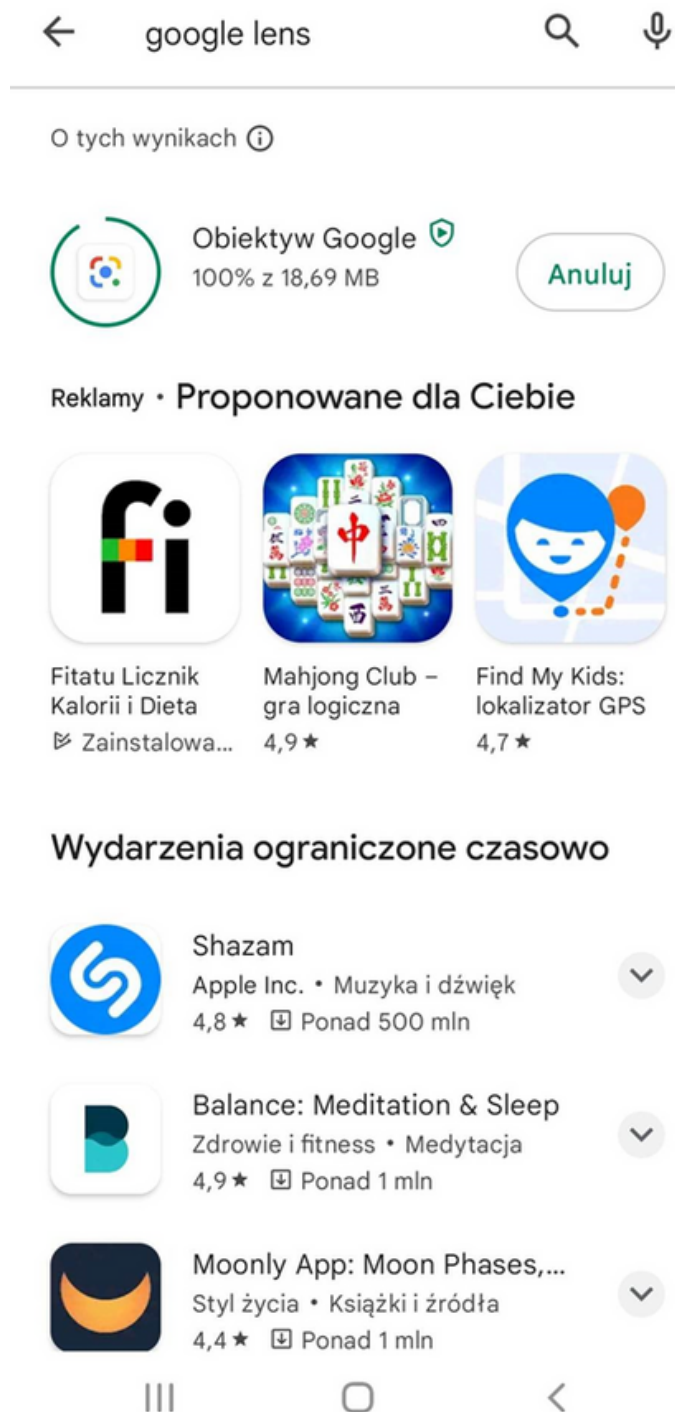 google lens
O tych wynikach
Obiektyw Google
100% z 18,69 MB
Anuluj
Reklamy • Proponowane dla Ciebie
fi
中
Fitatu Licznik
Kalorii i Dieta
Zainstalowa...
Mahjong Club –
gra logiczna
4,9★
Find My Kids:
lokalizator GPS
4,7★
Wydarzenia ograniczone czasowo
Shazam
Apple Inc. • Muzyka i dźwięk
4,8★ Ponad 500 mln
Balance: Meditation & Sleep
Zdrowie i fitness • Medytacja
4,9★ Ponad 1 mln
Moonly App: Moon Phases,...
Styl życia • Książki i źródła
4,4★ Ponad 1 mln